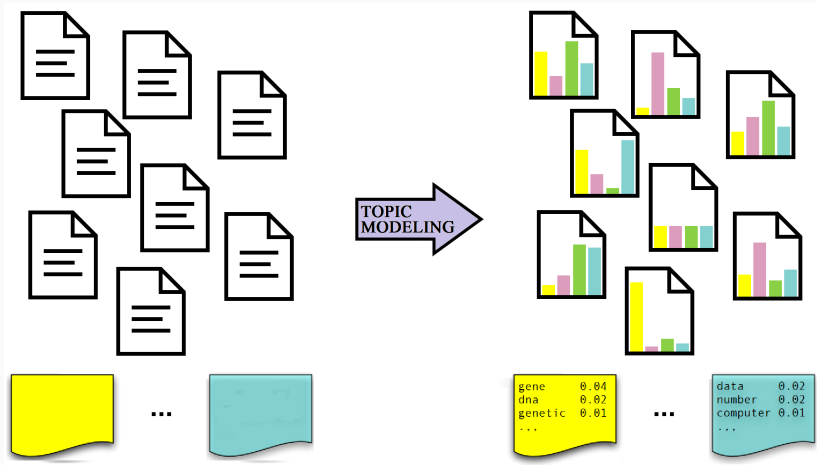 TOPIC
MODELING
...
gene 0.04
dna 0.02
genetic 0.01
...
...
data 0.02
number 0.02
computer 0.01
...